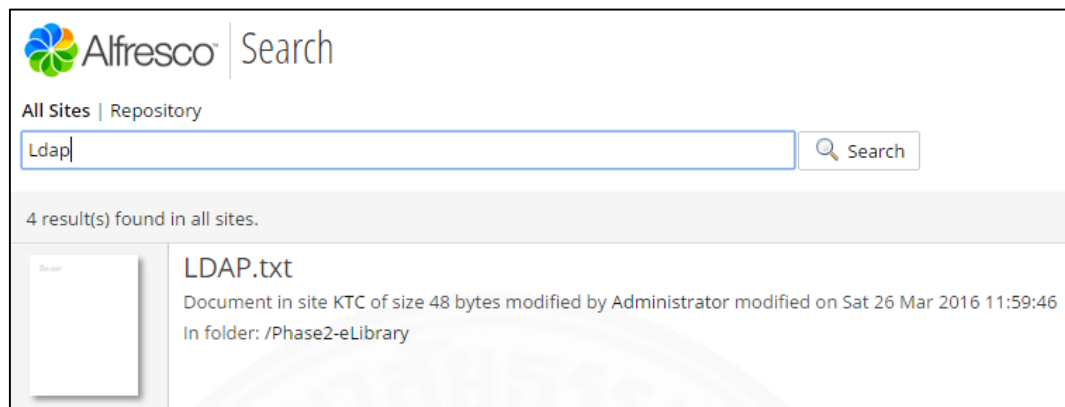 Alfresco Search
All Sites | Repository
Ldap
Search
4 result(s) found in all sites.
LDAP.txt
Document in site KTC of size 48 bytes modified by Administrator modified on Sat 26 Mar 2016 11:59:46
In folder: /Phase2-eLibrary